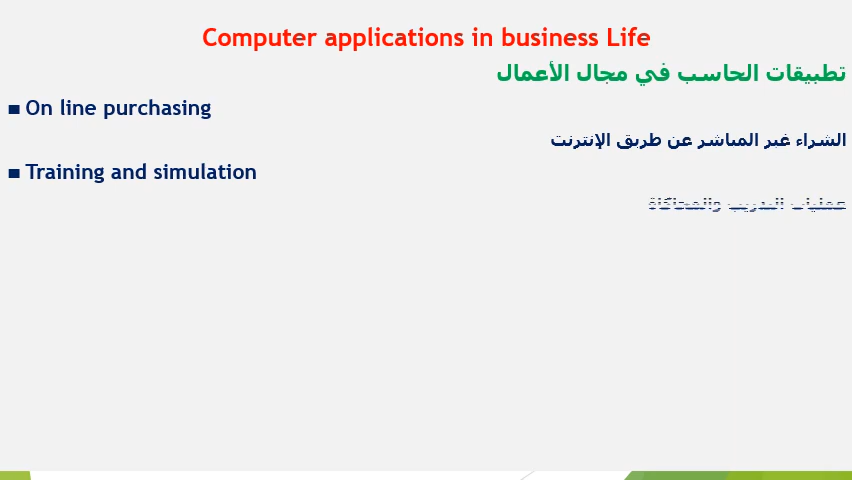 Computer applications in business Life
تطبيقات الحاسب في مجال الأعمال
■ On line purchasing
الشراء غير المباشر عن طريق الإنترنت
■ Training and simulation
عمليات التدريب والمحاكاة